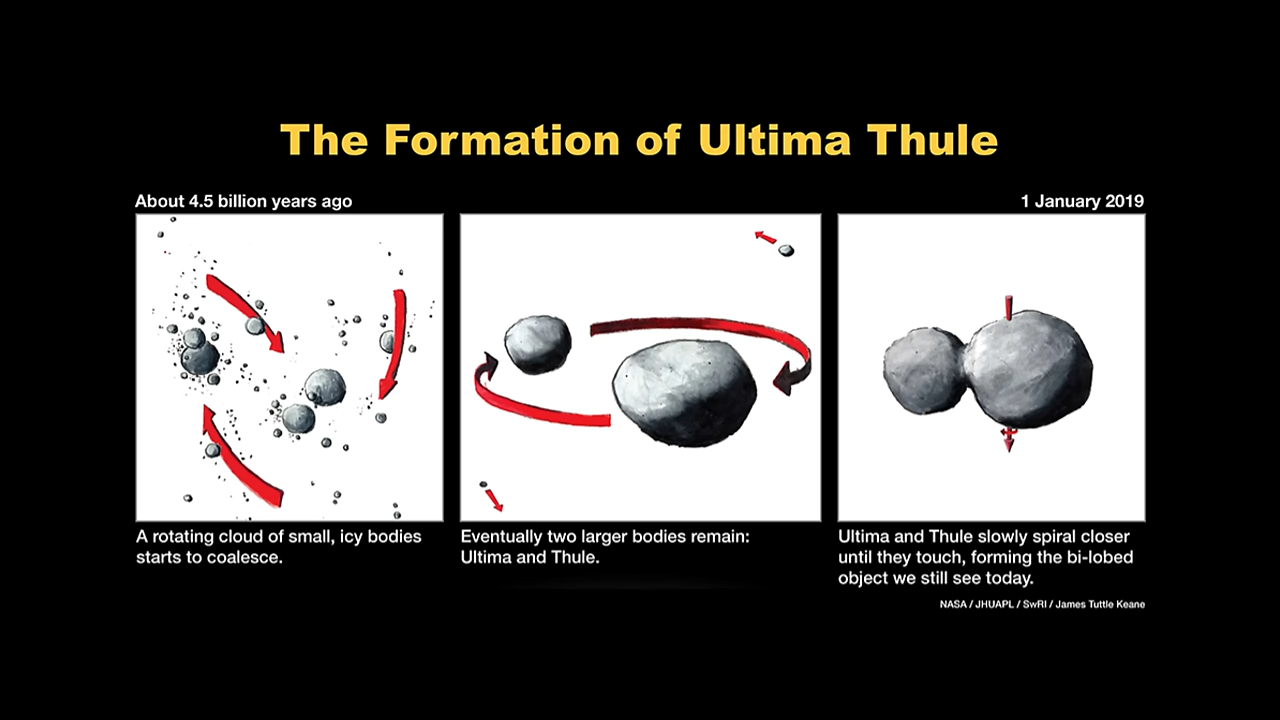 The Formation of Ultima Thule
About 4.5 billion years ago
1 January 2019
A rotating cloud of small, icy bodies
starts to coalesce.
Eventually two larger bodies remain:
Ultima and Thule.
Ultima and Thule slowly spiral closer
until they touch, forming the bi-lobed
object we still see today.
NASA / JHUAPL / SwRI / James Tuttle Keane